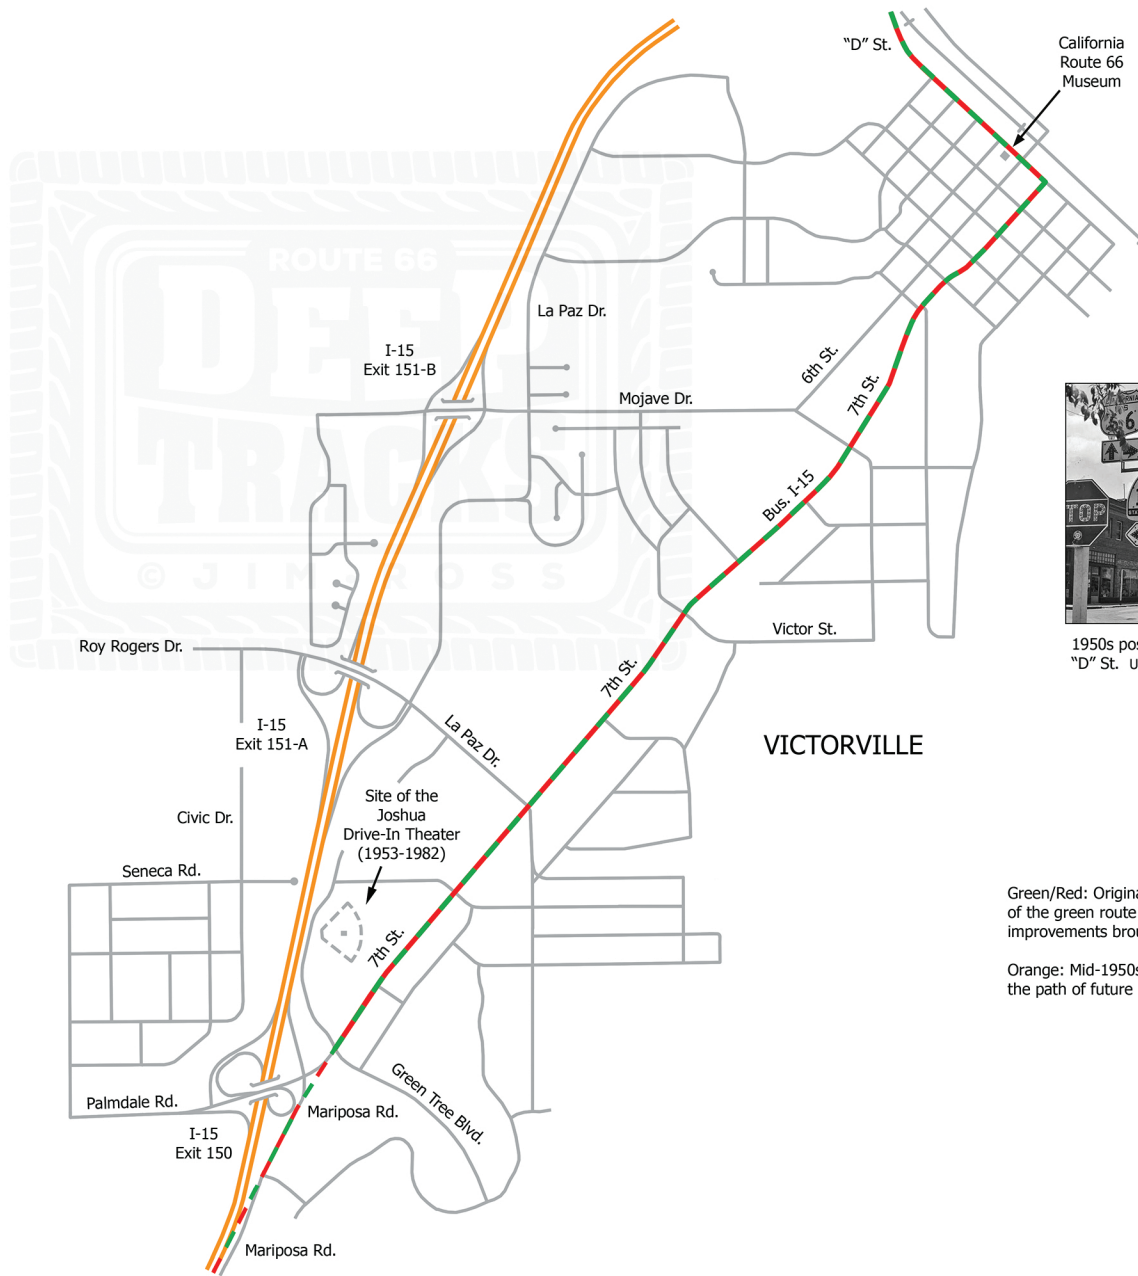 "D" St.
California
Route 66
Museum
ROUTE 66
DEEP
TRACKS
© JIM ROSS
La Paz Dr.
I-15
Exit 151-B
6th St.
7th St.
Mojave Dr.
Bus. I-15
TOP
Victor St.
Roy Rogers Dr.
1950s pos
"D" St. u
7th St.
I-15
Exit 151-A
La Paz Dr.
VICTORVILLE
Site of the
Joshua
Drive-In Theater
(1953-1982)
Civic Dr.
Seneca Rd.
Green/Red: Origina
of the green route
improvements brou
7th St.
Orange: Mid-1950s
the path of future
Green Tree Blvd.
Palmdale Rd.
Mariposa Rd.
I-15
Exit 150
Mariposa Rd.